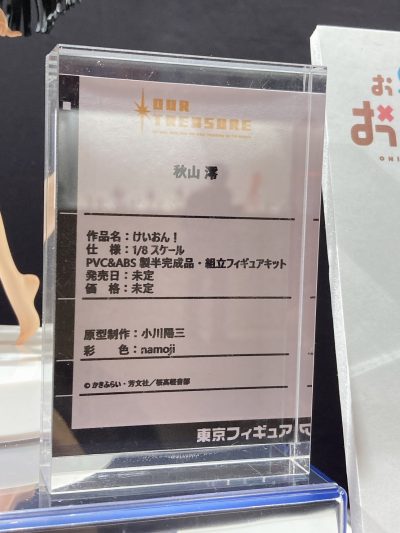 OUR
TREASURE
秋山 澪
作品名：けいおん！
仕　様：1/8 スケール
PVC&ABS 製半完成品・組立フィギュアキット
発売日：未定
価　格：未定
原型制作：小川陽三
彩　　色：namoji
© かきふらい・芳文社／桜高軽音部
東京フィギュア